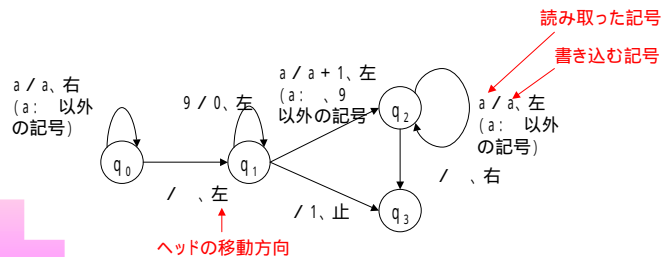 読み取った記号
書き込む記号
a/a、右
(a: 以外
の記号)
9/0、左
a/a+1、左
(a: 、9
以外の記号
a/a、左
(a: 以外
の記号)
q0
q1
q2
q3
/ 、左
/1、止
/ 、右
ヘッドの移動方向